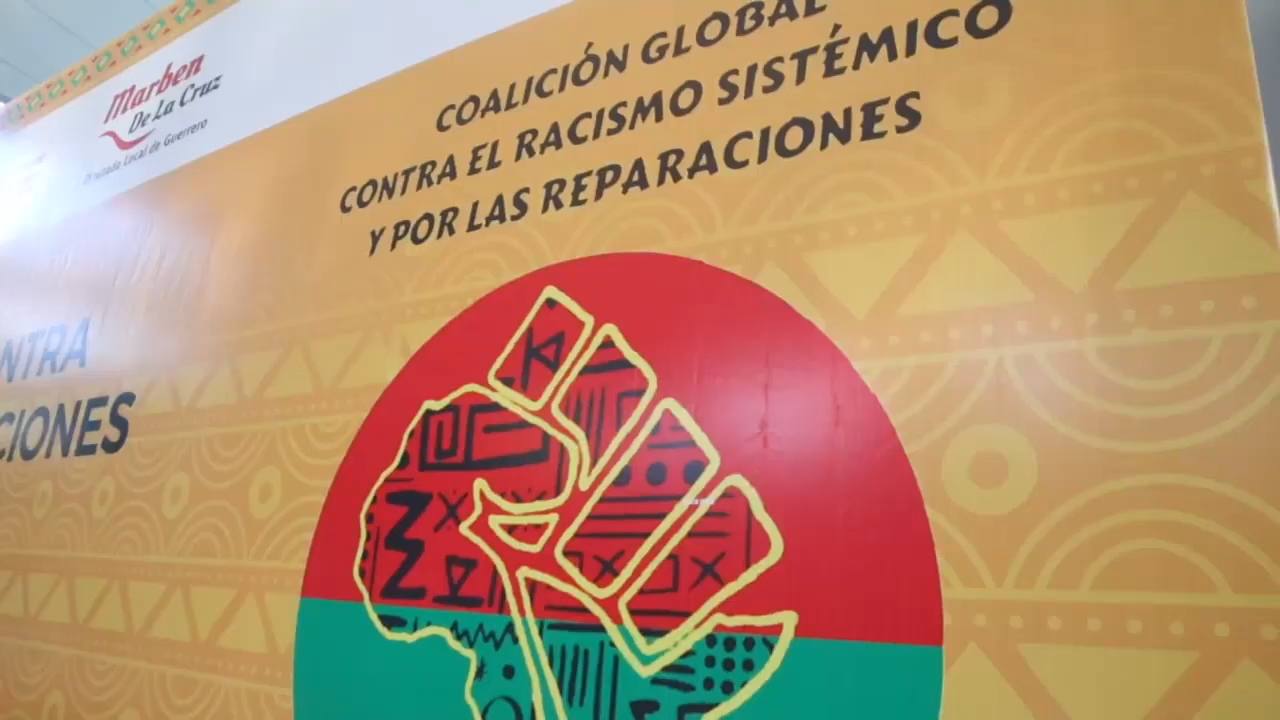 Marben
De La Cruz
Diputada Local de Guerrero
COALICIÓN GLOBAL
CONTRA EL RACISMO SISTÉMICO
Y POR LAS REPARACIONES
NTRA
CIONES